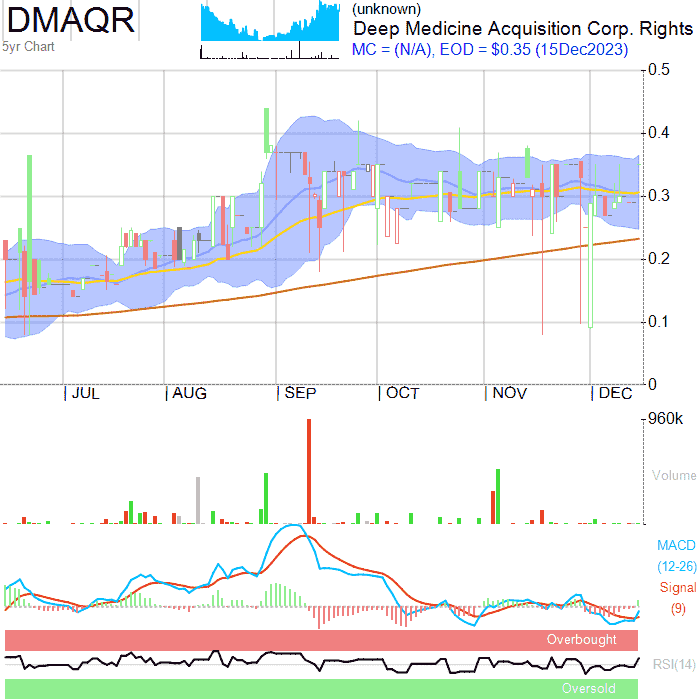 DMAQR
5yr Chart
(unknown)
Deep Medicine Acquisition Corp. Rights
MC = (N/A), EOD = $0.35 (15Dec2023)
0.5
0.4
0.3
0.2
0.1
0
JUL AUG SEP OCT NOV DEC
960k
Volume
MACD
(12-26)
Signal
(9)
Overbought
RSI(14)
Oversold